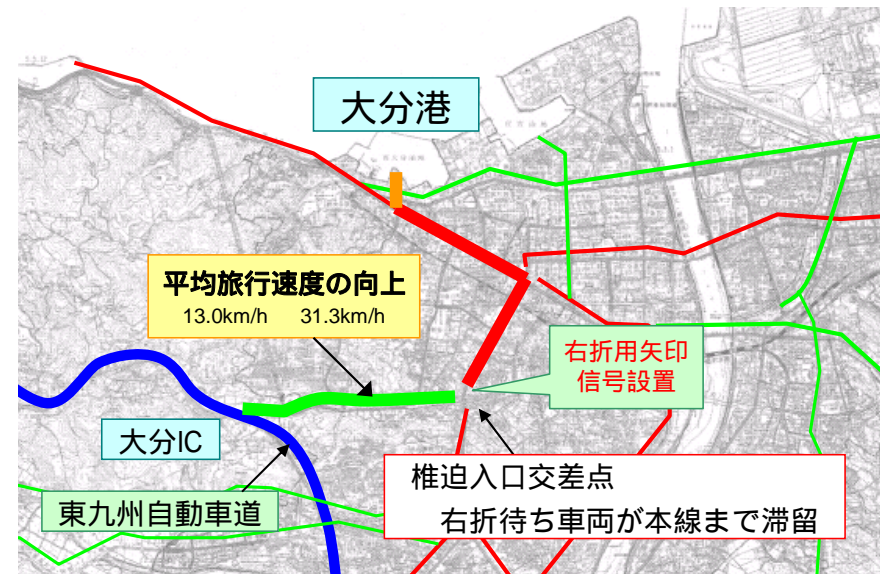 大分港
平均旅行速度の向上
13.0km/h 31.3km/h
右折用矢印
信号設置
大分IC
東九州自動車道
椎迫入口交差点
右折待ち車両が本線まで滞留